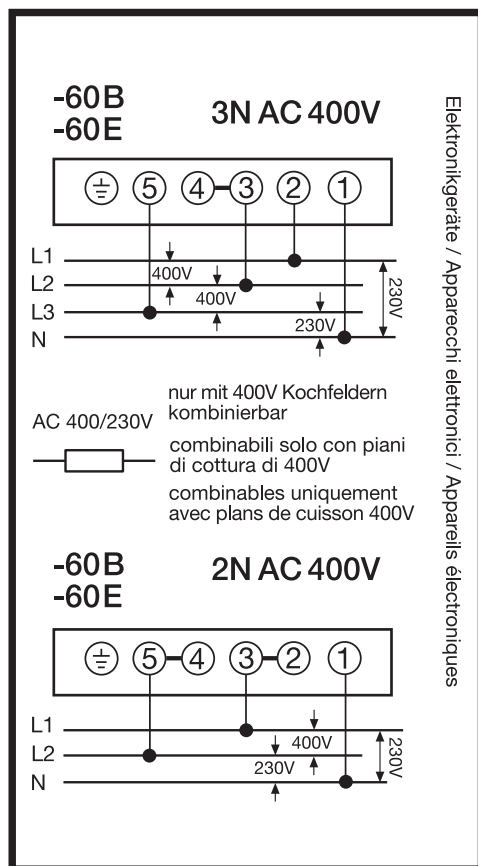 -60B
-60E
3N AC 400V
⏚ 5 4 3 2 1
L1
400V
L2
400V
L3
230V
N
230V
AC 400/230V
nur mit 400V Kochfeldern
kombinierbar
combinabili solo con piani
di cottura di 400V
combinables uniquement
avec plans de cuisson 400V
-60B
-60E
2N AC 400V
⏚ 5 4 3 2 1
L1
400V
L2
230V
N
230V
Elektronikgeräte / Apparecchi elettronici / Appareils électroniques